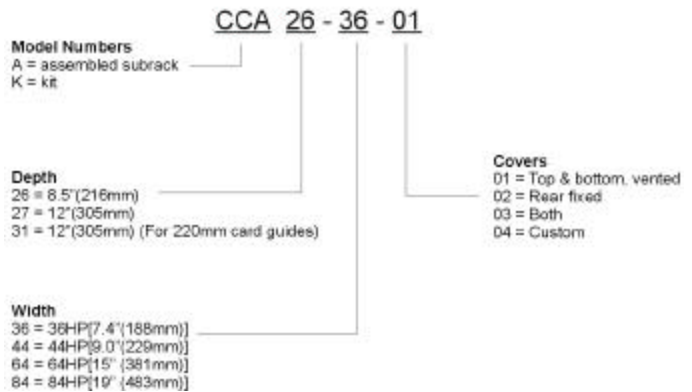 CCA 26 - 36 - 01
Model Numbers
A = assembled subrack
K = kit
Depth
26 = 8.5"(216mm)
27 = 12"(305mm)
31 = 12"(305mm) (For 220mm card guides)
Covers
01 = Top & bottom, vented
02 = Rear fixed
03 = Both
04 = Custom
Width
36 = 36HP[7.4"(188mm)]
44 = 44HP[9.0"(229mm)]
64 = 64HP[15" (381mm)]
84 = 84HP[19" (483mm)]